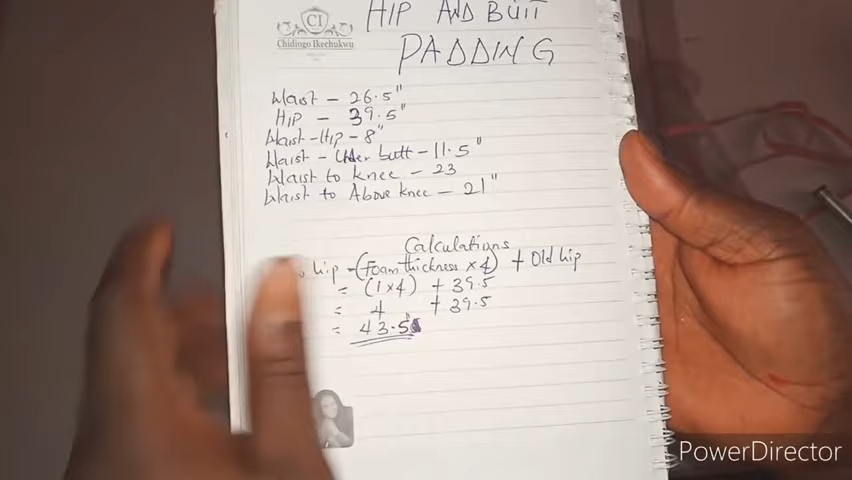 HIP AND BUTT
PADDING
CI
Chidiogo Ikechukwu
Waist - 26.5"
HIP - 39.5"
Waist-Hip - 8"
Waist - Under butt - 11.5"
Waist to knee - 23
Waist to Above knee - 21"
Calculations
hip = (Foam thickness x 4) + Old hip
= (1 x 4) + 39.5
= 4 + 39.5
= 43.5"
PowerDirector